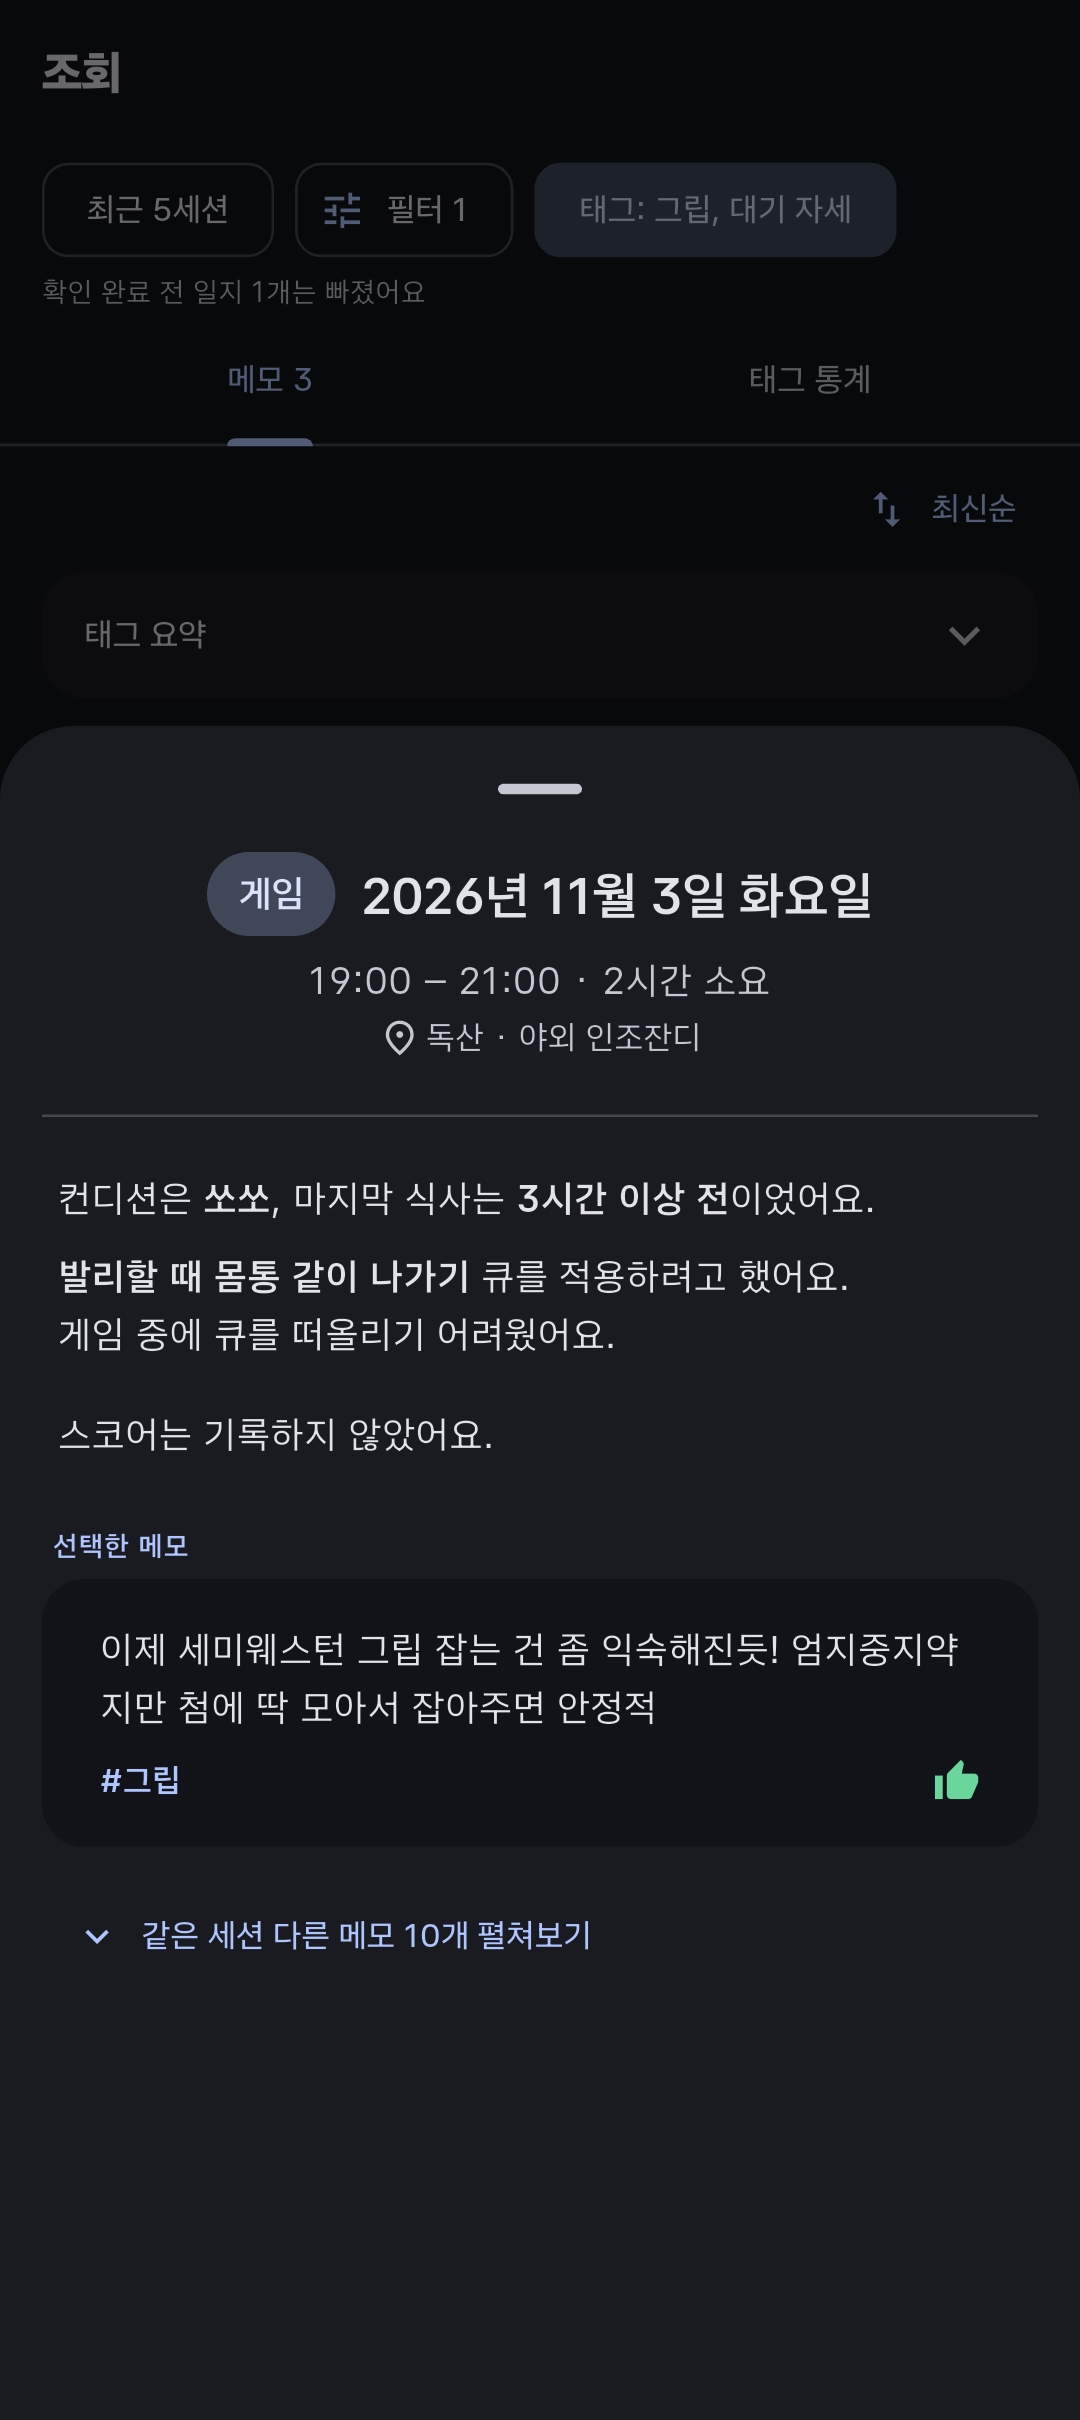 조회
최근 5세션
필터 1
태그: 그립, 대기 자세
확인 완료 전 일지 1개는 빠졌어요
메모 3
태그 통계
최신순
태그 요약
게임
2026년 11월 3일 화요일
19:00 – 21:00 · 2시간 소요
독산 · 야외 인조잔디
컨디션은 쏘쏘, 마지막 식사는 3시간 이상 전이었어요.
발리할 때 몸통 같이 나가기 큐를 적용하려고 했어요.
게임 중에 큐를 떠올리기 어려웠어요.
스코어는 기록하지 않았어요.
선택한 메모
이제 세미웨스턴 그립 잡는 건 좀 익숙해진듯! 엄지중지약
지만 첨에 딱 모아서 잡아주면 안정적
#그립
같은 세션 다른 메모 10개 펼쳐보기